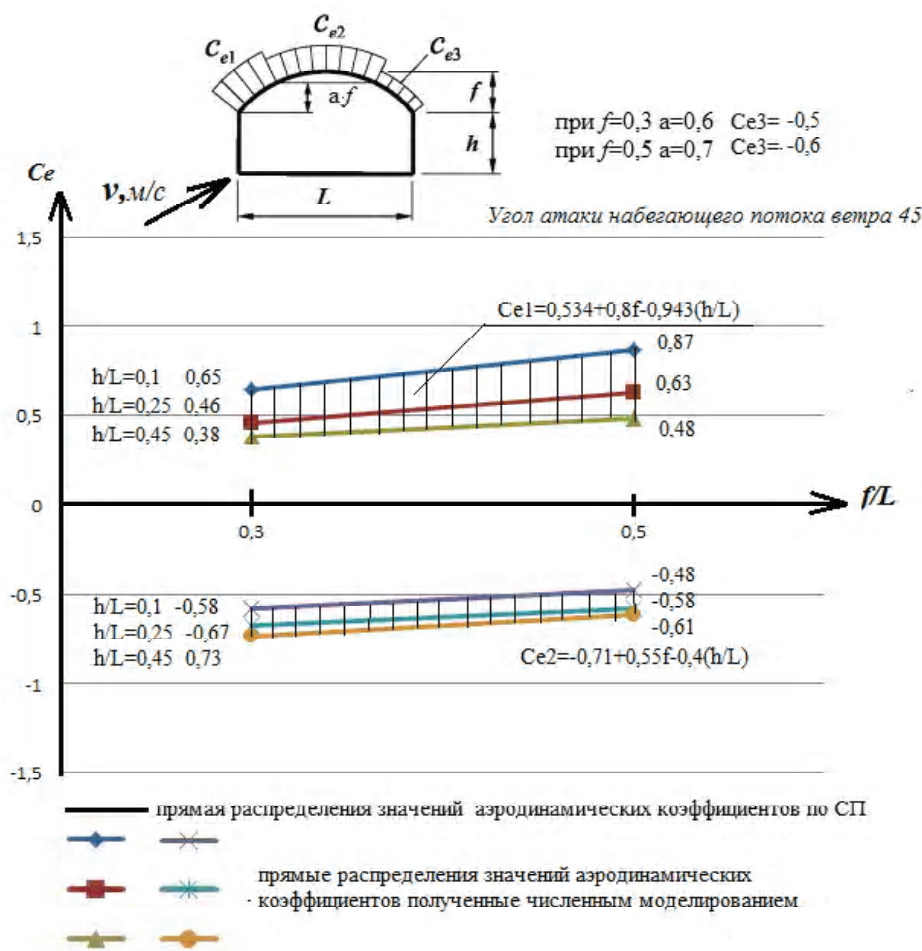 Ce1
Ce2
Ce3
a·f
f
h
L
при f=0,3 a=0,6 Ce3= -0,5
при f=0,5 a=0,7 Ce3= -0,6
Ce
v,м/с
Угол атаки набегающего потока ветра 45
1,5
1
0,5
0
-0,5
-1
-1,5
Ce1=0,534+0,8f-0,943(h/L)
h/L=0,1 0,65
h/L=0,25 0,46
h/L=0,45 0,38
0,87
0,63
0,48
f/L
0,3
0,5
h/L=0,1 -0,58
h/L=0,25 -0,67
h/L=0,45 0,73
-0,48
-0,58
-0,61
Ce2=-0,71+0,55f-0,4(h/L)
прямая распределения значений аэродинамических коэффициентов по СП
прямые распределения значений аэродинамических
коэффициентов полученные численным моделированием